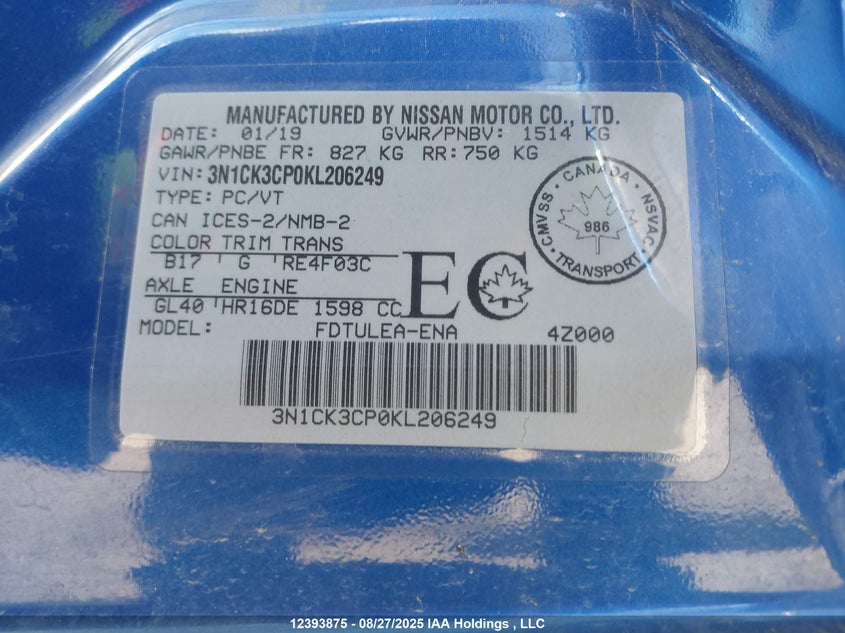 MANUFACTURED BY NISSAN MOTOR CO., LTD.
DATE: 01/19 GVWR/PNBV: 1514 KG
GAWR/PNBE FR: 827 KG RR:750 KG
VIN: 3N1CK3CP0KL206249
TYPE: PC/VT
CAN ICES-2/NMB-2
COLOR TRIM TRANS
B17 G RE4F03C
AXLE ENGINE
GL40 HR16DE 1598 CC
MODEL: FDTULEA-ENA 4Z000
EC
CANADA
CMVSS
NSVAC
986
TRANSPORT
3N1CK3CP0KL206249
12393875 - 08/27/2025 IAA Holdings , LLC